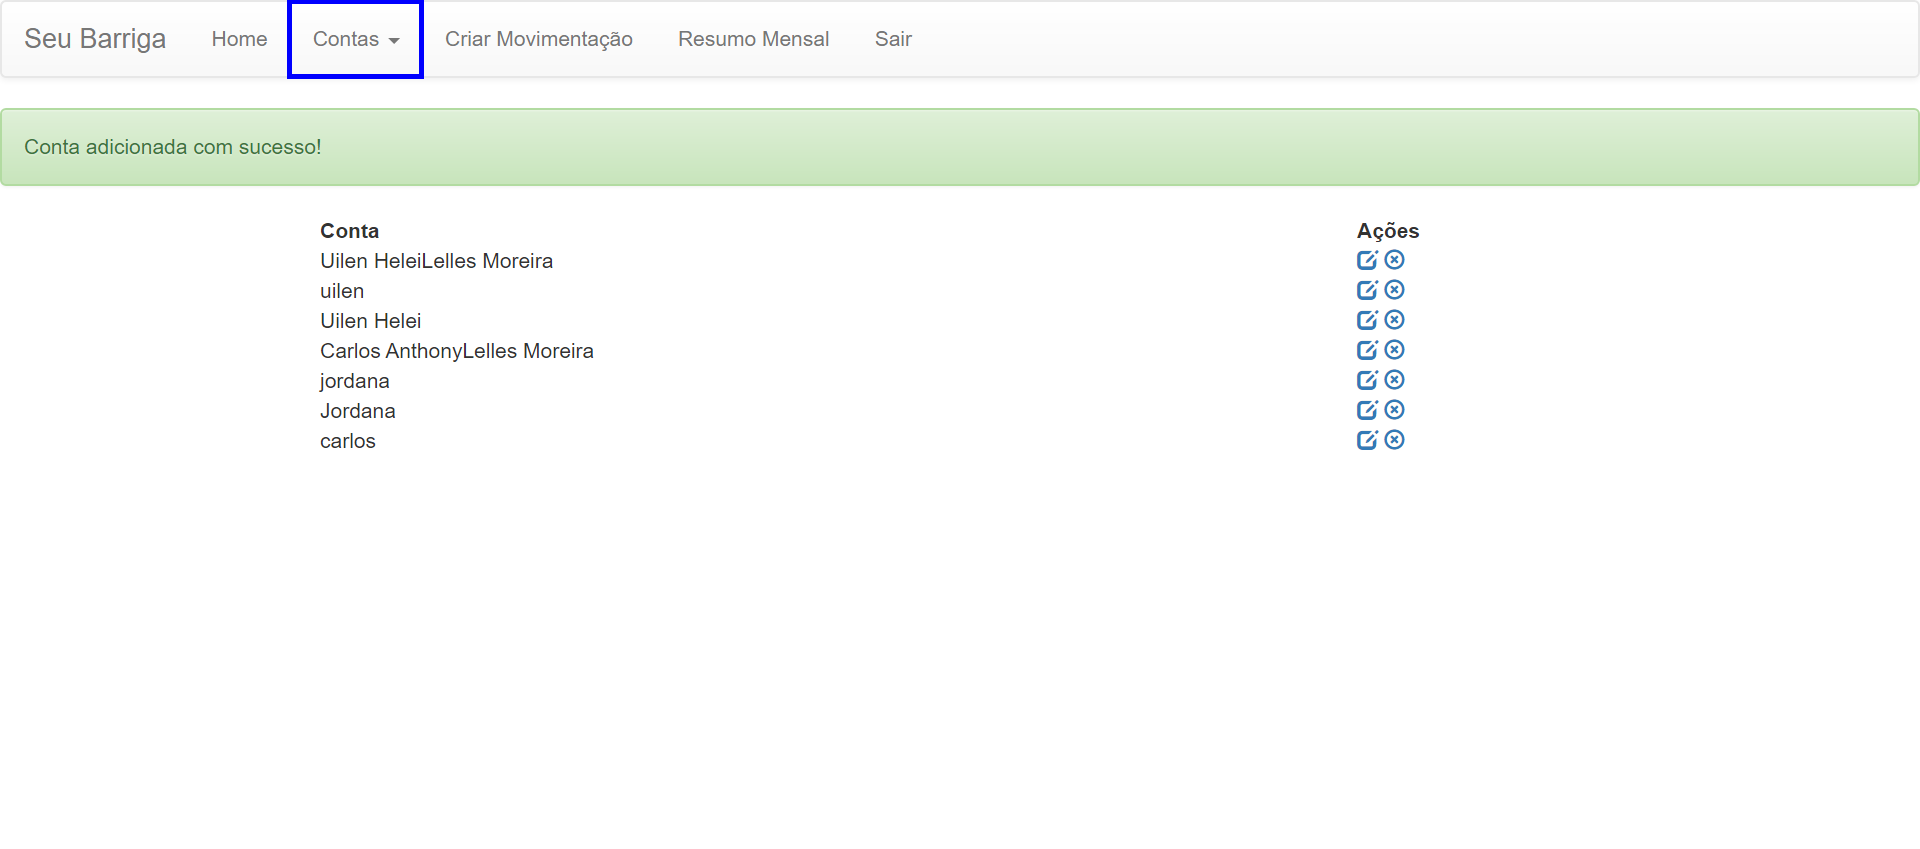 Seu Barriga Home Contas Criar Movimentação Resumo Mensal Sair
Conta adicionada com sucesso!
Conta Ações
Uilen HeleiLelles Moreira
uilen
Uilen Helei
Carlos AnthonyLelles Moreira
jordana
Jordana
carlos